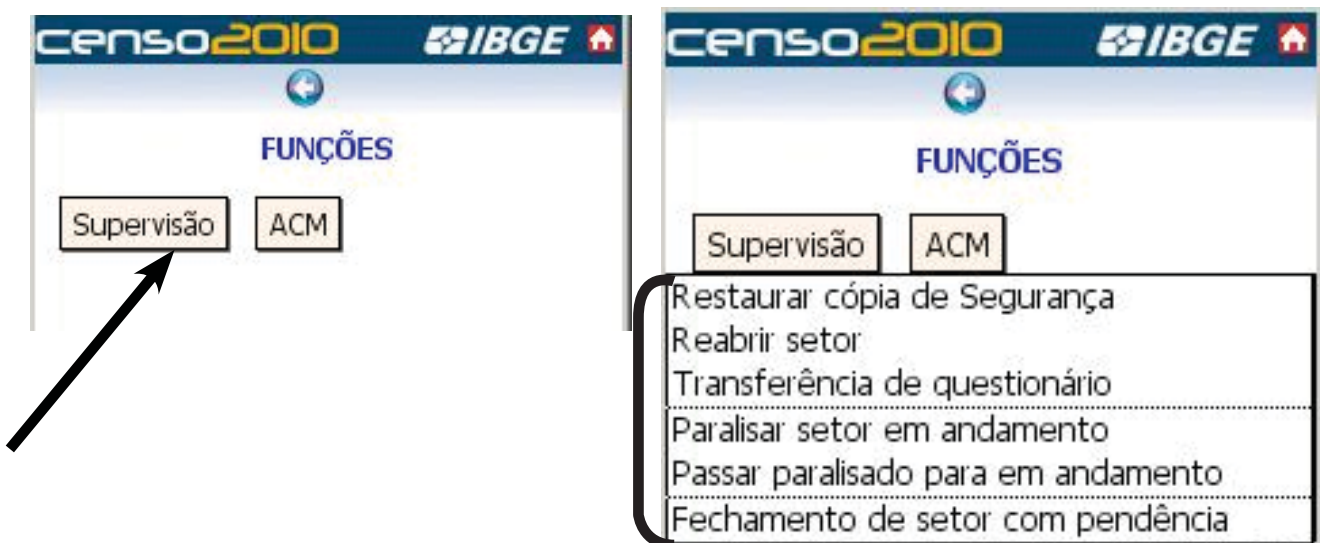 censo2010 IBGE
FUNÇÕES
Supervisão ACM
censo2010 IBGE
FUNÇÕES
Supervisão ACM
Restaurar cópia de Segurança
Reabrir setor
Transferência de questionário
Paralisar setor em andamento
Passar paralisado para em andamento
Fechamento de setor com pendência